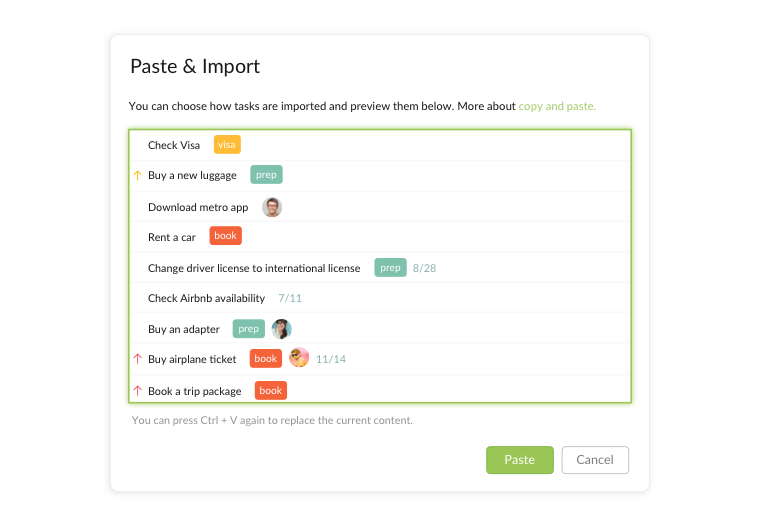 Paste & Import
You can choose how tasks are imported and preview them below. More about copy and paste.
Check Visa visa
Buy a new luggage prep
Download metro app
Rent a car book
Change driver license to international license prep 8/28
Check Airbnb availability 7/11
Buy an adapter prep
Buy airplane ticket book 11/14
Book a trip package book
You can press Ctrl + V again to replace the current content.
Paste Cancel